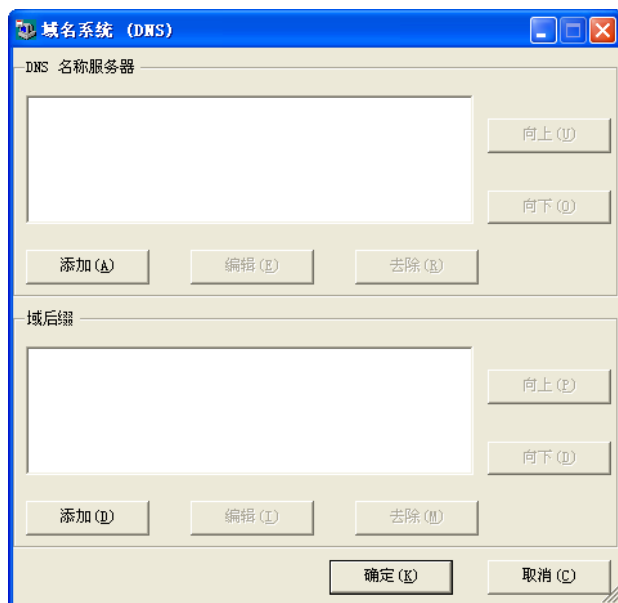 域名系统 (DNS)
DNS 名称服务器
向上(U)
向下(O)
添加(A)
编辑(E)
去除(R)
域后缀
向上(P)
向下(D)
添加(D)
编辑(I)
去除(M)
确定(K)
取消(C)